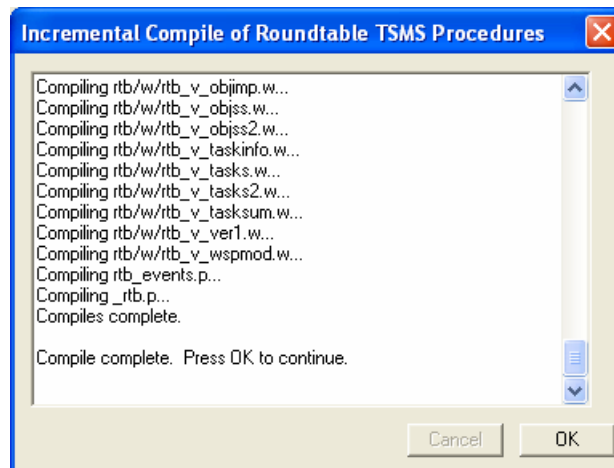 Incremental Compile of Roundtable TSMS Procedures
Compiling rtb/w/rtb_v_objimp.w...
Compiling rtb/w/rtb_v_objss.w...
Compiling rtb/w/rtb_v_objss2.w...
Compiling rtb/w/rtb_v_taskinfo.w...
Compiling rtb/w/rtb_v_tasks.w...
Compiling rtb/w/rtb_v_tasks2.w...
Compiling rtb/w/rtb_v_tasksum.w...
Compiling rtb/w/rtb_v_ver1.w...
Compiling rtb/w/rtb_v_wspmod.w...
Compiling rtb_events.p...
Compiling _rtb.p...
Compiles complete.
Compile complete.  Press OK to continue.
Cancel OK